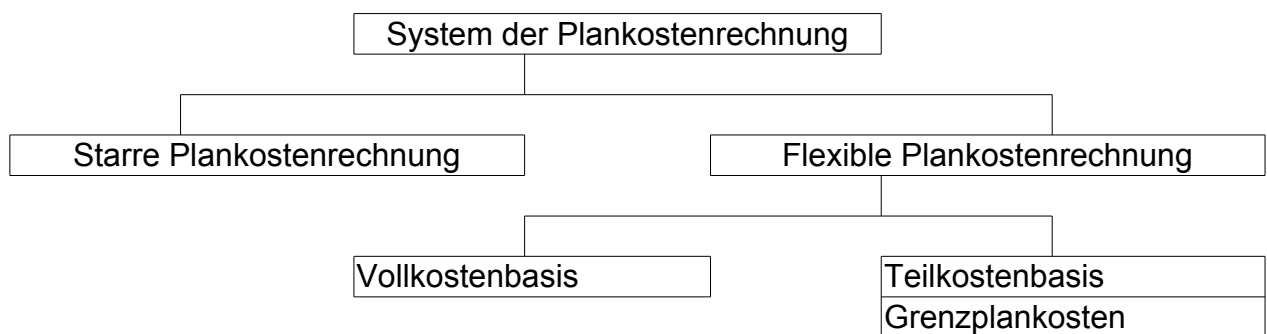 System der Plankostenrechnung
Starre Plankostenrechnung
Flexible Plankostenrechnung
Vollkostenbasis
Teilkostenbasis
Grenzplankosten